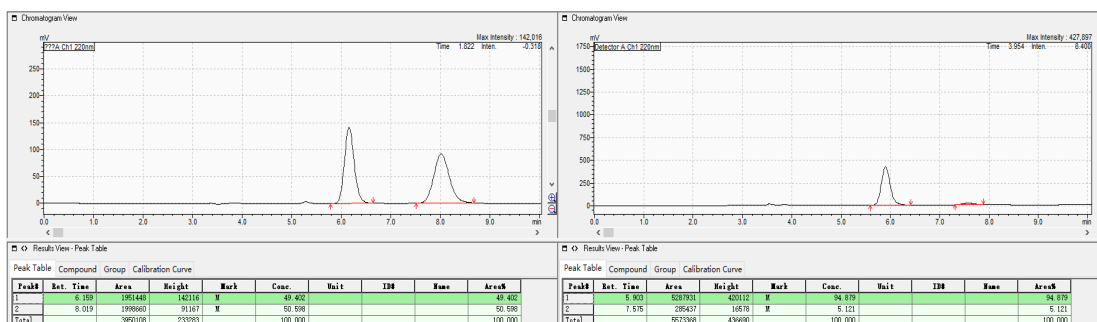 Chromatogram View
mV
???A Ch1 220nm
Max Intensity : 142,016
Time 1.822 Inten. -0.318
250
200
150
100
50
0
0.0 1.0 2.0 3.0 4.0 5.0 6.0 7.0 8.0 9.0 min
Results View - Peak Table
Peak Table Compound Group Calibration Curve
Peak# Ret. Time Area Height Mark Conc. Unit ID# Name Area%
1 6.159 1951448 142116 M 49.402 49.402
2 8.019 1998660 91167 M 50.598 50.598
Total 3950108 233283 100.000 100.000
Chromatogram View
mV
Detector A Ch1 220nm
Max Intensity : 427,897
Time 3.954 Inten. 8.400
1750
1500
1250
1000
750
500
250
0
0.0 1.0 2.0 3.0 4.0 5.0 6.0 7.0 8.0 9.0 min
Results View - Peak Table
Peak Table Compound Group Calibration Curve
Peak# Ret. Time Area Height Mark Conc. Unit ID# Name Area%
1 5.903 5287931 420112 M 94.879 94.879
2 7.575 285437 16578 M 5.121 5.121
Total 5573368 436690 100.000 100.000